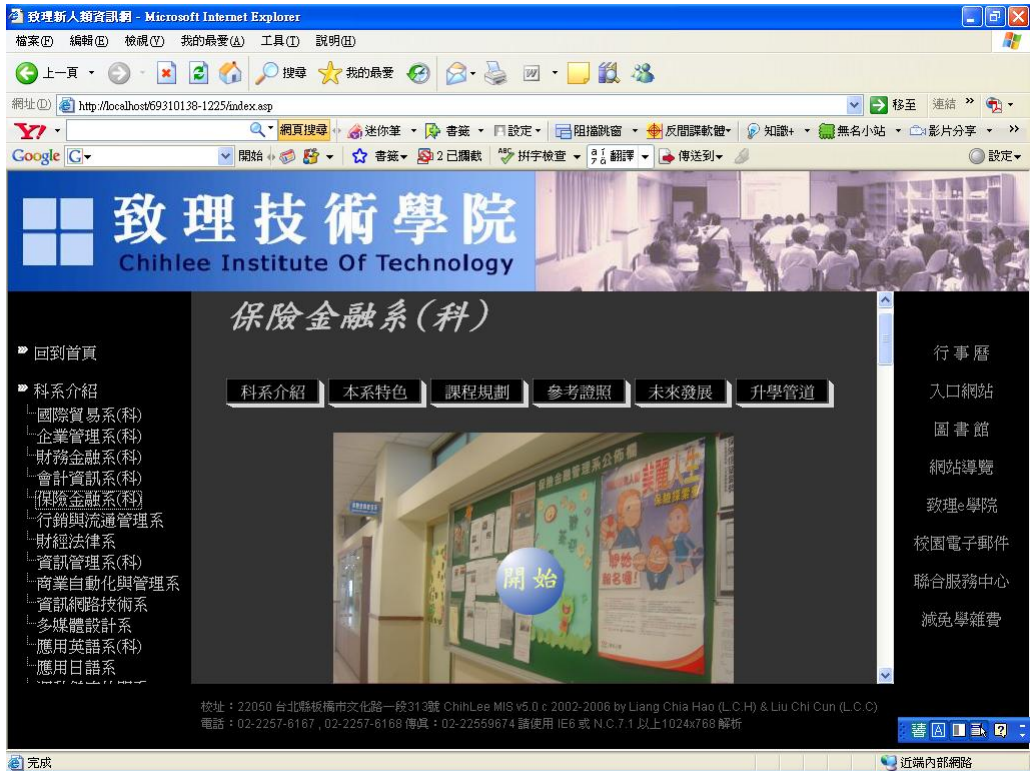 致理新人類資訊網 - Microsoft Internet Explorer
檔案(F) 編輯(E) 檢視(V) 我的最愛(A) 工具(T) 說明(H)
上一頁 搜尋 我的最愛
網址(D) http://localhost/69310138-1225/index.asp 移至 連結 »
Y7 網頁搜尋 迷你筆 書籤 設定 阻擋跳窗 反間諜軟體 知識+ 無名小站 影片分享 »
Google G 開始 書籤 2 已攔截 拼字檢查 翻譯 傳送到 設定
致理技術學院
Chihlee Institute Of Technology
保險金融系(科)
科系介紹 本系特色 課程規劃 參考證照 未來發展 升學管道
回到首頁
科系介紹
國際貿易系(科)
企業管理系(科)
財務金融系(科)
會計資訊系(科)
保險金融系(科)
行銷與流通管理系
財經法律系
資訊管理系(科)
商業自動化與管理系
資訊網路技術系
多媒體設計系
應用英語系(科)
應用日語系
保險金融管理系公佈欄
美麗人生
開始
行事曆
入口網站
圖書館
網站導覽
致理e學院
校園電子郵件
聯合服務中心
減免學雜費
校址：22050 台北縣板橋市文化路一段313號 ChihLee MIS v5.0 c 2002-2006 by Liang Chia Hao (L.C.H) & Liu Chi Cun (L.C.C)
電話：02-2257-6167 , 02-2257-6168 傳真：02-22559674 請使用 IE6 或 N.C.7.1 以上1024x768 解析
完成 近端內部網路